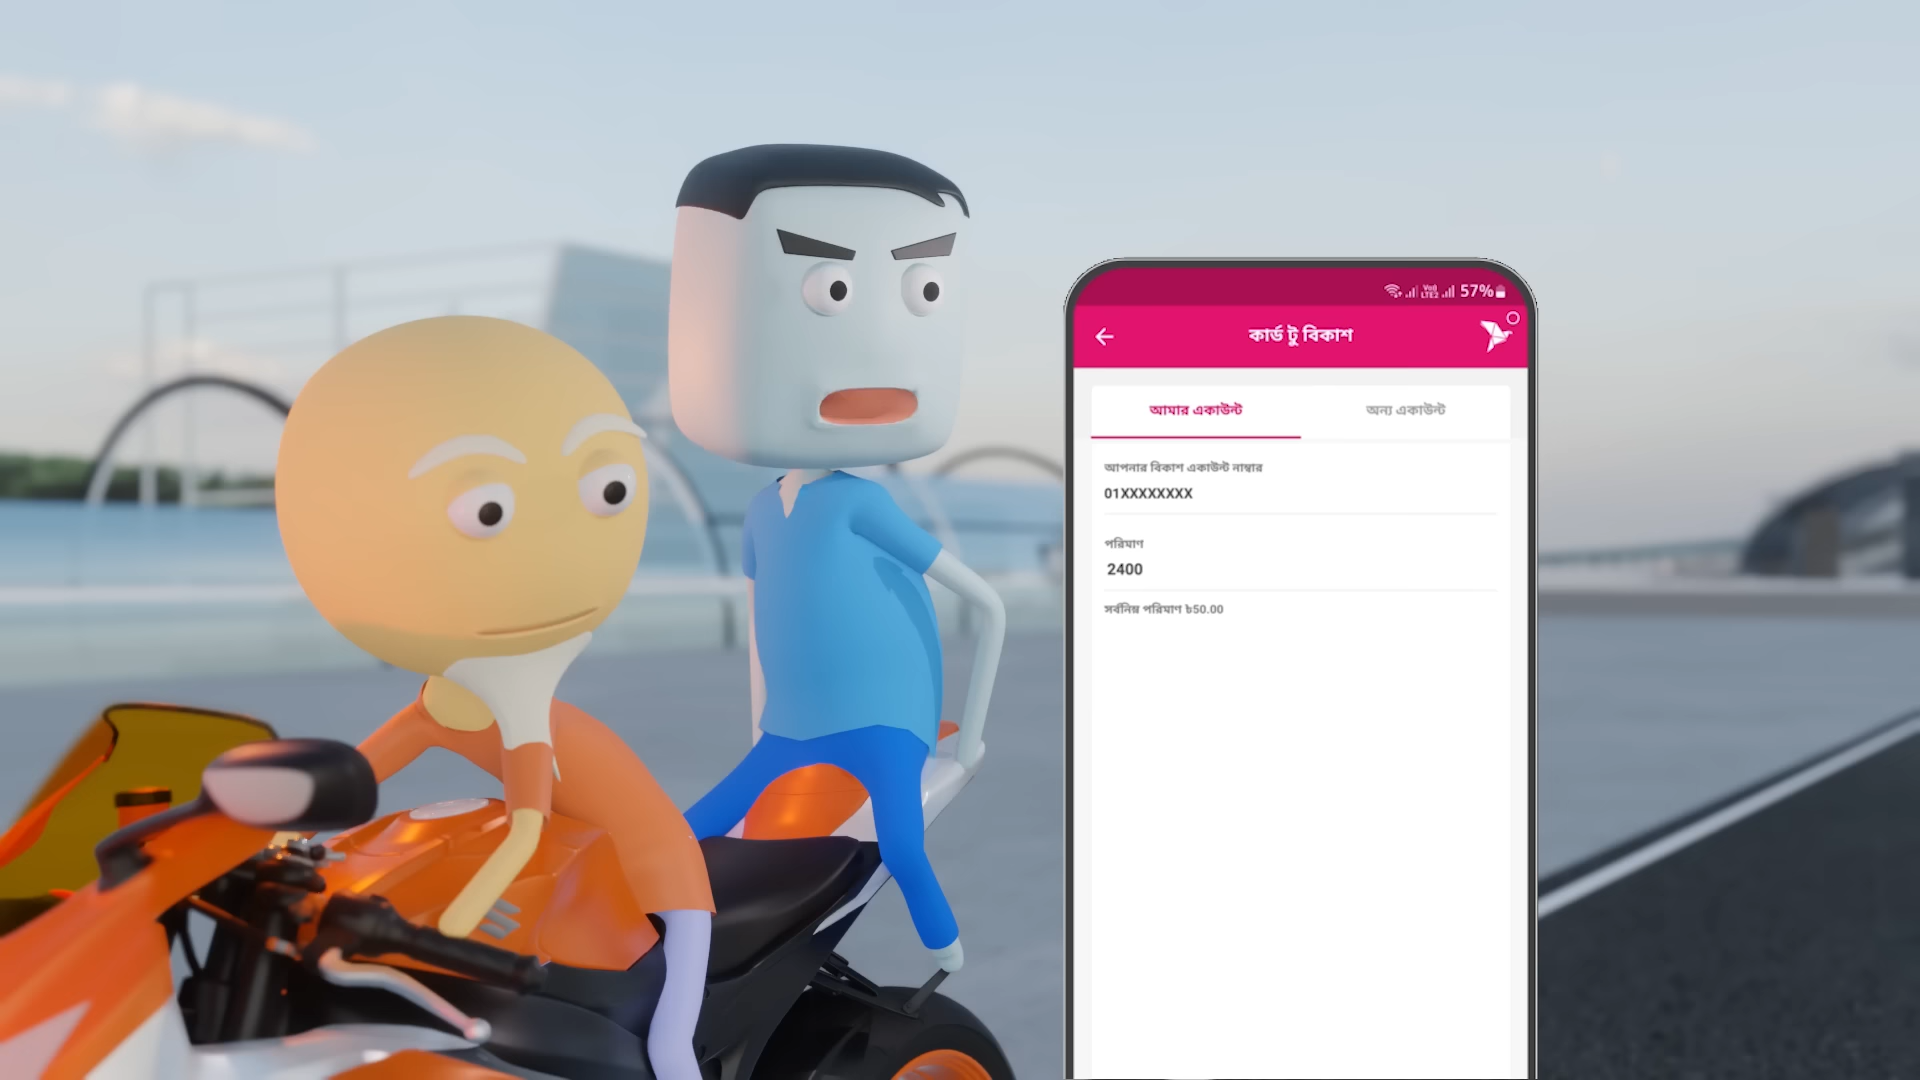 57%
কার্ড টু বিকাশ
আমার একাউন্ট
অন্য একাউন্ট
আপনার বিকাশ একাউন্ট নাম্বার
01XXXXXXXX
পরিমাণ
2400
সর্বনিম্ন পরিমাণ ৳50.00